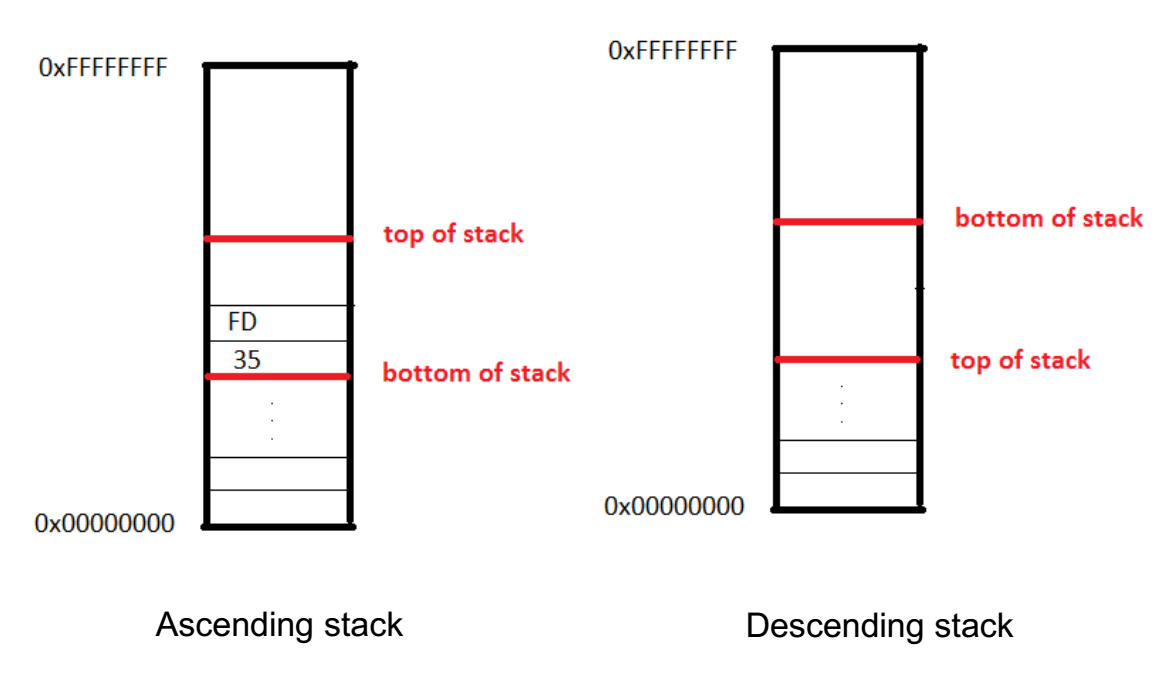 0xFFFFFFFF
top of stack
FD
35
bottom of stack
0x00000000
Ascending stack
0xFFFFFFFF
bottom of stack
top of stack
0x00000000
Descending stack